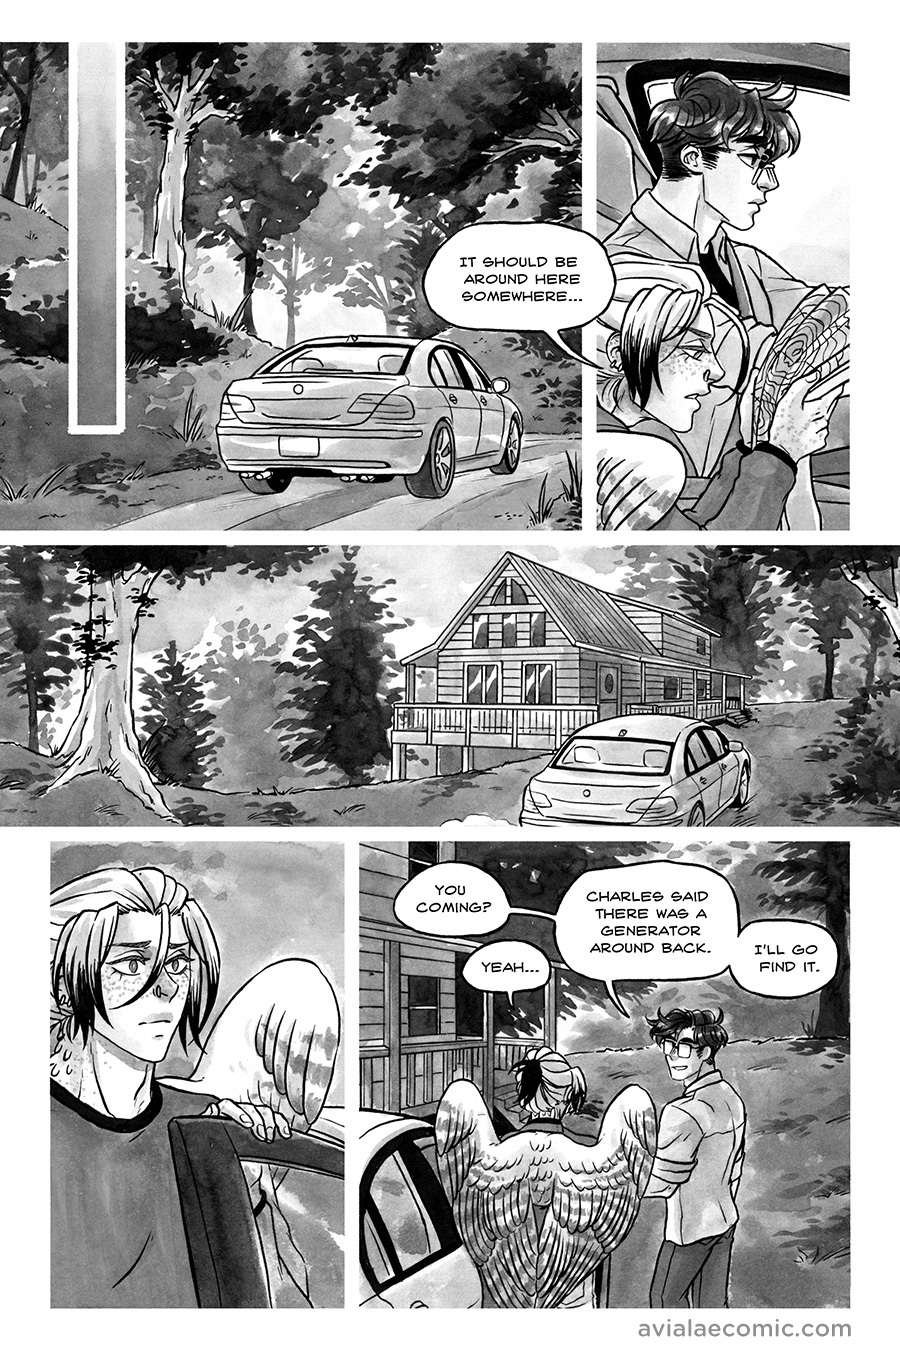 IT SHOULD BE
AROUND HERE
SOMEWHERE...
YOU
COMING?
YEAH...
CHARLES SAID
THERE WAS A
GENERATOR
AROUND BACK.
I'LL GO
FIND IT.
avialaecomic.com